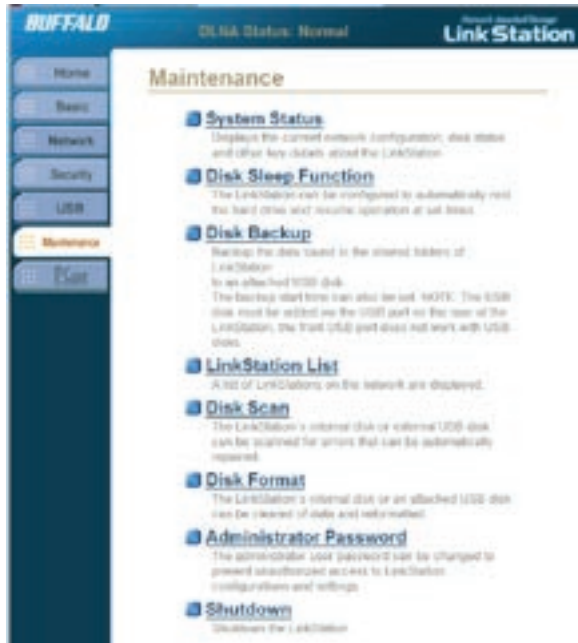 BUFFALO
DLNA Status: Normal
Network Attached Storage
LinkStation
Home
Basic
Network
Security
USB
Maintenance
PCast
Maintenance
System Status
Displays the current network configuration, disk status
and other key details about the LinkStation
Disk Sleep Function
The LinkStation can be configured to automatically rest
the hard drive and resume operation at set times.
Disk Backup
Backup the data saved in the shared folders of
LinkStation
to an attached USB disk.
The backup start time can also be set. NOTE: The USB
disk must be added via the USB port on the rear of the
LinkStation, the front USB port does not work with USB
disks.
LinkStation List
A list of LinkStations on the network are displayed.
Disk Scan
The LinkStation's internal disk or external USB disk
can be scanned for errors that can be automatically
repaired.
Disk Format
The LinkStation's internal disk or an attached USB disk
can be cleared of data and reformatted.
Administrator Password
The administrator user password can be changed to
prevent unauthorized access to LinkStation
configurations and settings.
Shutdown
Shutdown the LinkStation